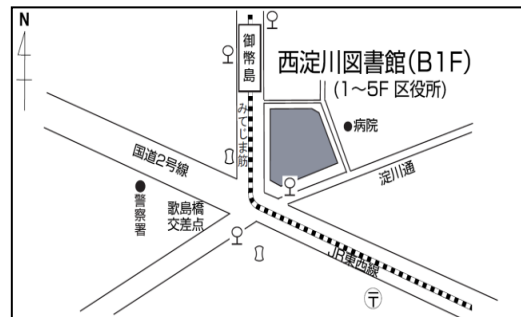 N
御幣島
西淀川図書館(B1F)
(1～5F 区役所)
みてじま筋
病院
国道2号線
淀川通
警察署
歌島橋
交差点
JR東西線
〒